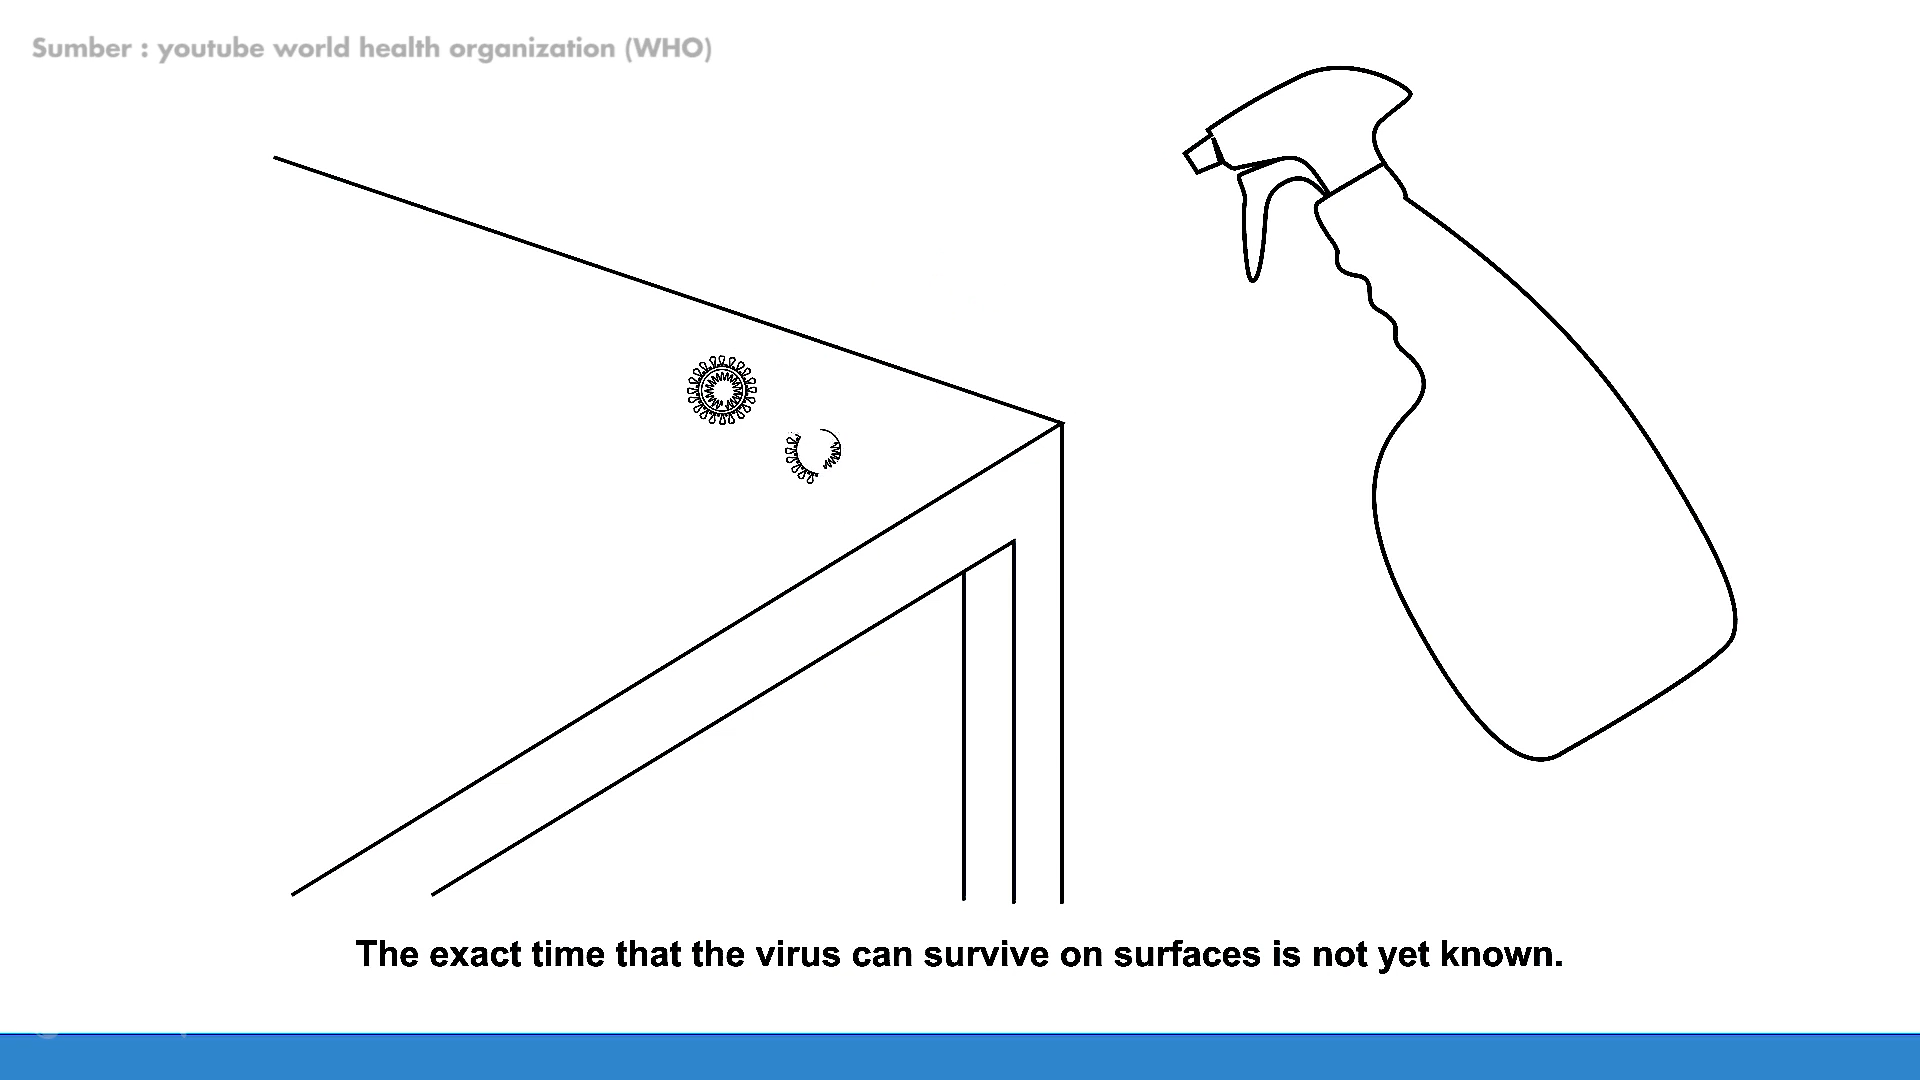 Sumber : youtube world health organization (WHO)
The exact time that the virus can survive on surfaces is not yet known.